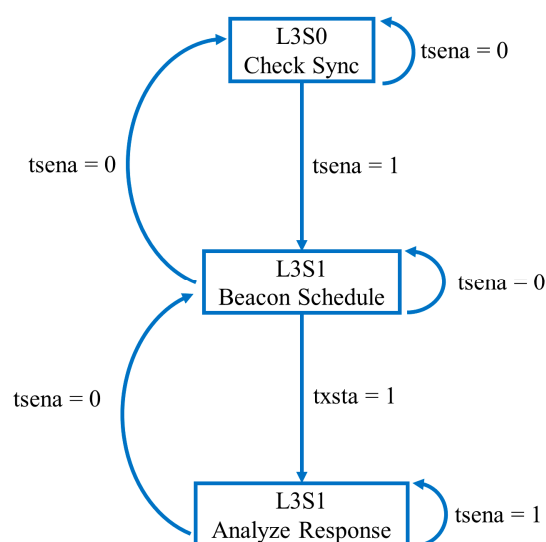 L3S0
Check Sync
tsena = 0
tsena = 0
tsena = 1
L3S1
Beacon Schedule
tsena – 0
tsena = 0
txsta = 1
L3S1
Analyze Response
tsena = 1